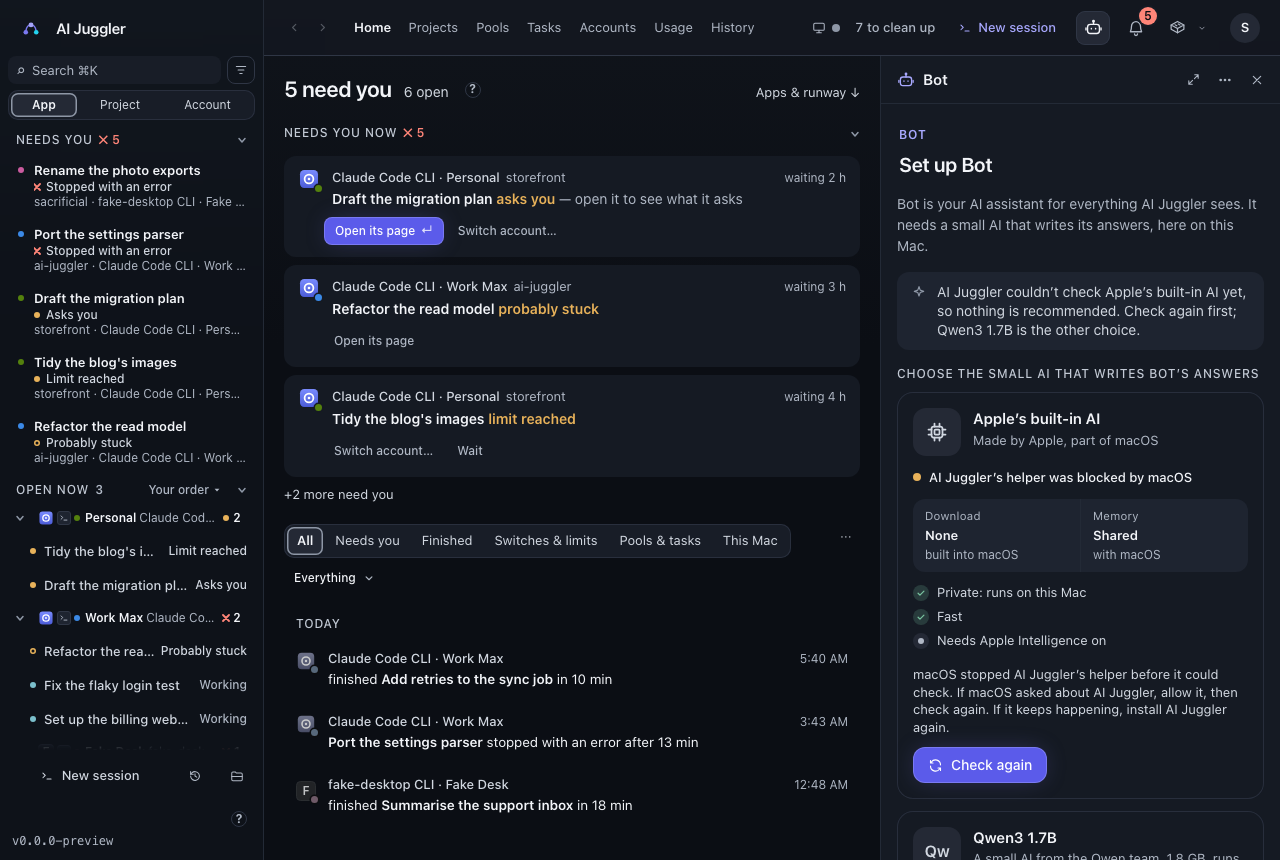 AI Juggler
Search ⌘K
App Project Account
NEEDS YOU 5
Rename the photo exports
Stopped with an error
sacrificial · fake-desktop CLI · Fake …
Port the settings parser
Stopped with an error
ai-juggler · Claude Code CLI · Work …
Draft the migration plan
Asks you
storefront · Claude Code CLI · Pers…
Tidy the blog's images
Limit reached
storefront · Claude Code CLI · Pers…
Refactor the read model
Probably stuck
ai-juggler · Claude Code CLI · Work …
OPEN NOW 3 Your order
Personal Claude Cod… 2
Tidy the blog's i… Limit reached
Draft the migration pl… Asks you
Work Max Claude Co… 2
Refactor the rea… Probably stuck
Fix the flaky login test Working
Set up the billing web… Working
New session
?
v0.0.0-preview
Home Projects Pools Tasks Accounts Usage History
7 to clean up New session 5 S
5 need you 6 open ? Apps & runway ↓
NEEDS YOU NOW 5
Claude Code CLI · Personal storefront waiting 2 h
Draft the migration plan asks you — open it to see what it asks
Open its page ↵ Switch account…
Claude Code CLI · Work Max ai-juggler waiting 3 h
Refactor the read model probably stuck
Open its page
Claude Code CLI · Personal storefront waiting 4 h
Tidy the blog's images limit reached
Switch account… Wait
+2 more need you
All Needs you Finished Switches & limits Pools & tasks This Mac …
Everything
TODAY
Claude Code CLI · Work Max 5:40 AM
finished Add retries to the sync job in 10 min
Claude Code CLI · Work Max 3:43 AM
Port the settings parser stopped with an error after 13 min
F
fake-desktop CLI · Fake Desk 12:48 AM
finished Summarise the support inbox in 18 min
Bot
BOT
Set up Bot
Bot is your AI assistant for everything AI Juggler sees. It
needs a small AI that writes its answers, here on this
Mac.
AI Juggler couldn't check Apple's built-in AI yet,
so nothing is recommended. Check again first;
Qwen3 1.7B is the other choice.
CHOOSE THE SMALL AI THAT WRITES BOT'S ANSWERS
Apple's built-in AI
Made by Apple, part of macOS
AI Juggler's helper was blocked by macOS
Download Memory
None Shared
built into macOS with macOS
Private: runs on this Mac
Fast
Needs Apple Intelligence on
macOS stopped AI Juggler's helper before it could
check. If macOS asked about AI Juggler, allow it, then
check again. If it keeps happening, install AI Juggler
again.
Check again
Qw
Qwen3 1.7B
A small AI from the Qwen team, 1.8 GB, runs